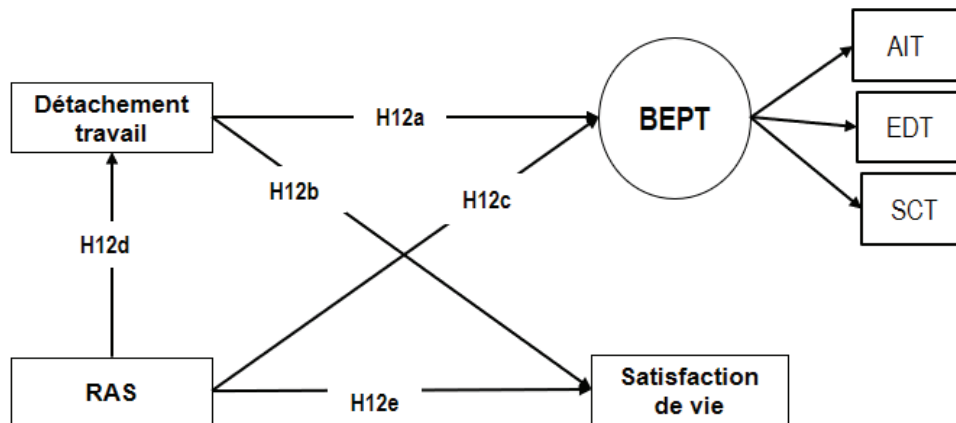 AIT
Détachement
travail
H12a
BEPT
EDT
H12b
H12c
SCT
H12d
RAS
H12e
Satisfaction
de vie